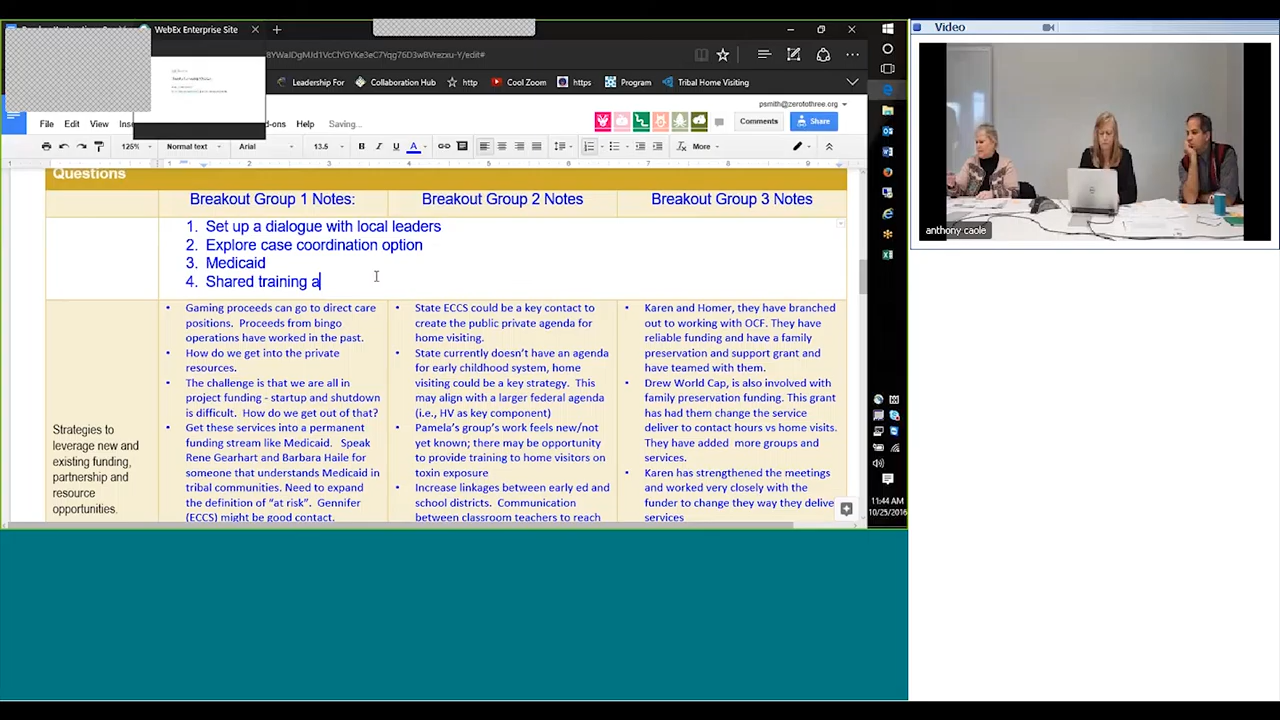 WebEx Enterprise Site
8YWaJDgMJd1VcClYGYKe3eC7Yqg76D3wBVrezxu-Y/edit#
Leadership For
Collaboration Hub
http
Cool Zoom
https
Program
Tribal Home Visiting
psmith@zerotothree.org
File Edit View Ins d-ons Help Saving...
Comments
Share
125%
Normal text
Arial
13.5
B I U A
More
1 1 2 3 4 5 6 7 8 9
Questions
Breakout Group 1 Notes:
Breakout Group 2 Notes
Breakout Group 3 Notes
1. Set up a dialogue with local leaders
2. Explore case coordination option
3. Medicaid
4. Shared training a
Strategies to
leverage new and
existing funding,
partnership and
resource
opportunities.
Gaming proceeds can go to direct care
positions. Proceeds from bingo
operations have worked in the past.
How do we get into the private
resources.
The challenge is that we are all in
project funding - startup and shutdown
is difficult. How do we get out of that?
Get these services into a permanent
funding stream like Medicaid. Speak
Rene Gearhart and Barbara Haile for
someone that understands Medicaid in
tribal communities. Need to expand
the definition of “at risk”. Gennifer
(ECCS) might be good contact.
State ECCS could be a key contact to
create the public private agenda for
home visiting.
State currently doesn’t have an agenda
for early childhood system, home
visiting could be a key strategy. This
may align with a larger federal agenda
(i.e., HV as key component)
Pamela’s group’s work feels new/not
yet known; there may be opportunity
to provide training to home visitors on
toxin exposure
Increase linkages between early ed and
school districts. Communication
between classroom teachers to reach
Karen and Homer, they have branched
out to working with OCF. They have
reliable funding and have a family
preservation and support grant and
have teamed with them.
Drew World Cap, is also involved with
family preservation funding. This grant
has had them change the service
deliver to contact hours vs home visits.
They have added more groups and
services.
Karen has strengthened the meetings
and worked very closely with the
funder to change they way they delive
services
11:44 AM
10/25/2016
Video
anthony caole